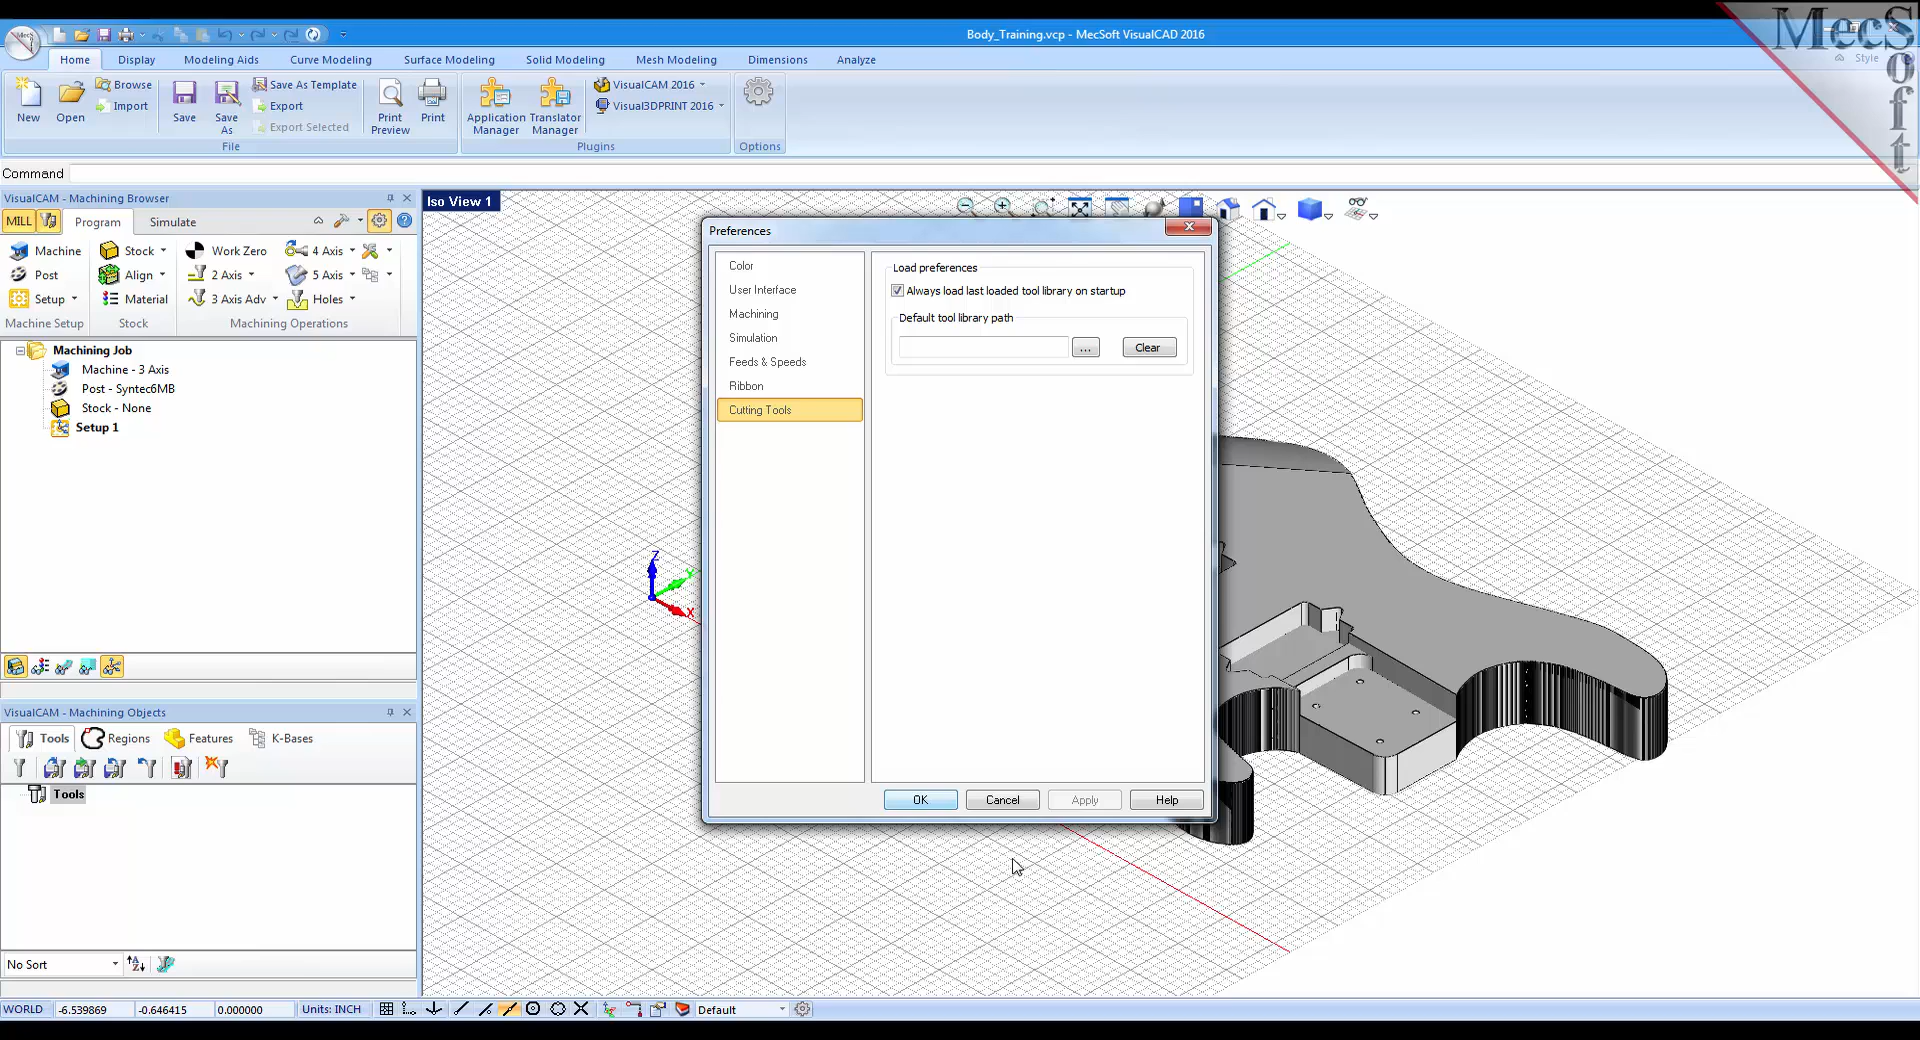 Body_Training.vcp - MecSoft VisualCAD 2016
MecSoft
Home Display Modeling Aids Curve Modeling Surface Modeling Solid Modeling Mesh Modeling Dimensions Analyze Style
New Open Browse Import Save Save As Save As Template Export Export Selected Print Preview Print
Application Manager Translator Manager VisualCAM 2016 Visual3DPRINT 2016
File Plugins Options
Command
VisualCAM - Machining Browser
MILL Program Simulate
Machine Stock Work Zero 4 Axis
Post Align 2 Axis 5 Axis
Setup Material 3 Axis Adv Holes
Machine Setup Stock Machining Operations
Machining Job
Machine - 3 Axis
Post - Syntec6MB
Stock - None
Setup 1
VisualCAM - Machining Objects
Tools Regions Features K-Bases
Tools
No Sort
Iso View 1
Z
Y
X
Preferences
Color
User Interface
Machining
Simulation
Feeds & Speeds
Ribbon
Cutting Tools
Load preferences
Always load last loaded tool library on startup
Default tool library path
... Clear
OK Cancel Apply Help
WORLD -6.539869 -0.646415 0.000000 Units: INCH Default